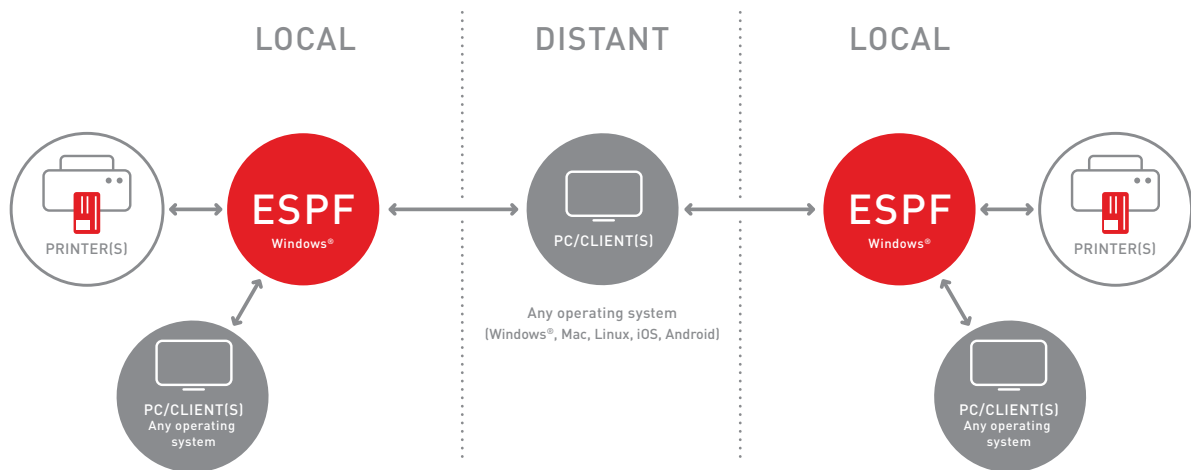 LOCAL
DISTANT
LOCAL
PRINTER(S)
ESPF
Windows®
PC/CLIENT(S)
ESPF
Windows®
PRINTER(S)
Any operating system
(Windows®, Mac, Linux, iOS, Android)
PC/CLIENT(S)
Any operating
system
PC/CLIENT(S)
Any operating
system